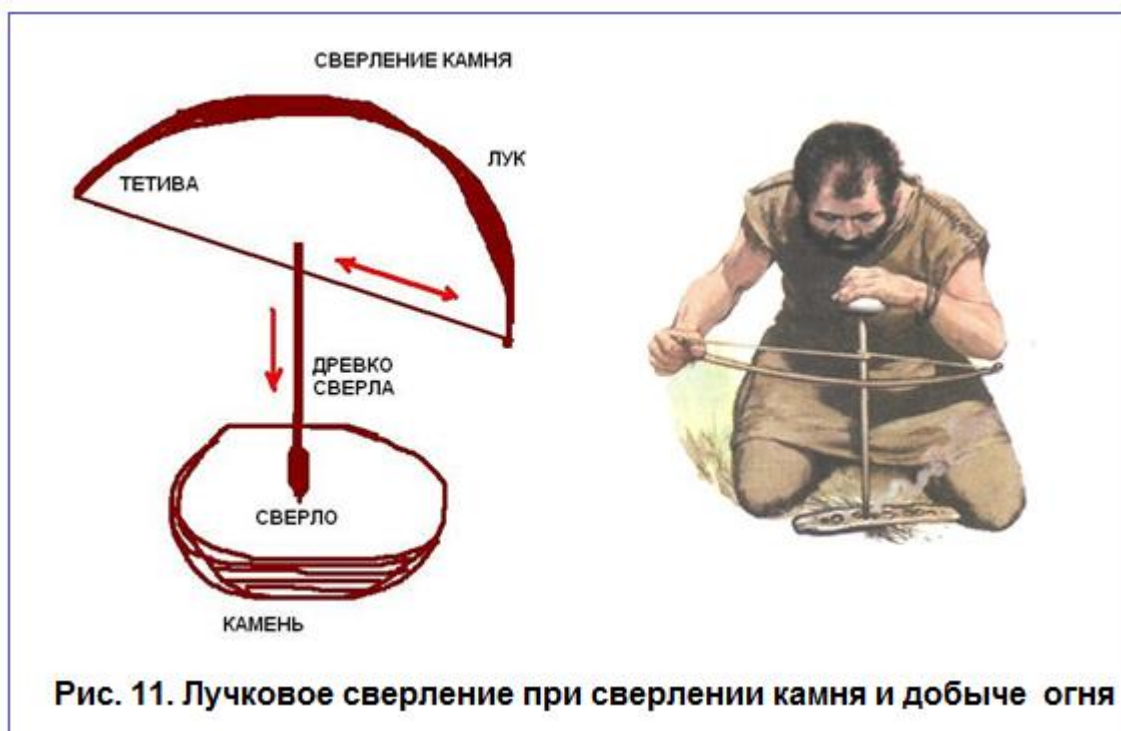 СВЕРЛЕНИЕ КАМНЯ
ЛУК
ТЕТИВА
ДРЕВКО
СВЕРЛА
СВЕРЛО
КАМЕНЬ
Рис. 11. Лучковое сверление при сверлении камня и добыче огня